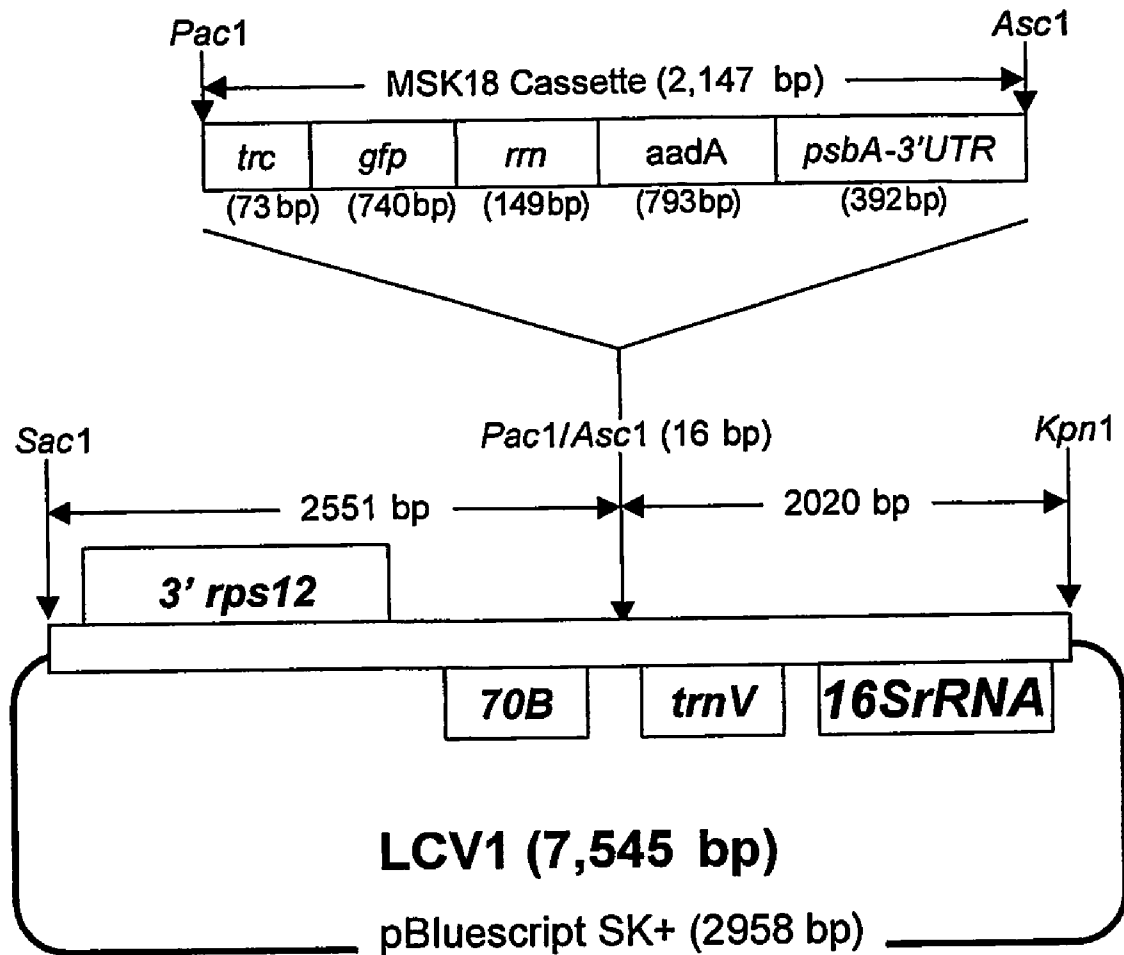 Pac1
Asc1
MSK18 Cassette (2,147 bp)
trc gfp rrn aadA psbA-3'UTR
(73bp) (740bp) (149bp) (793bp) (392bp)
Sac1
Pac1/Asc1 (16 bp)
Kpn1
2551 bp
2020 bp
3' rps12
70B
trnV
16SrRNA
LCV1 (7,545 bp)
pBluescript SK+ (2958 bp)